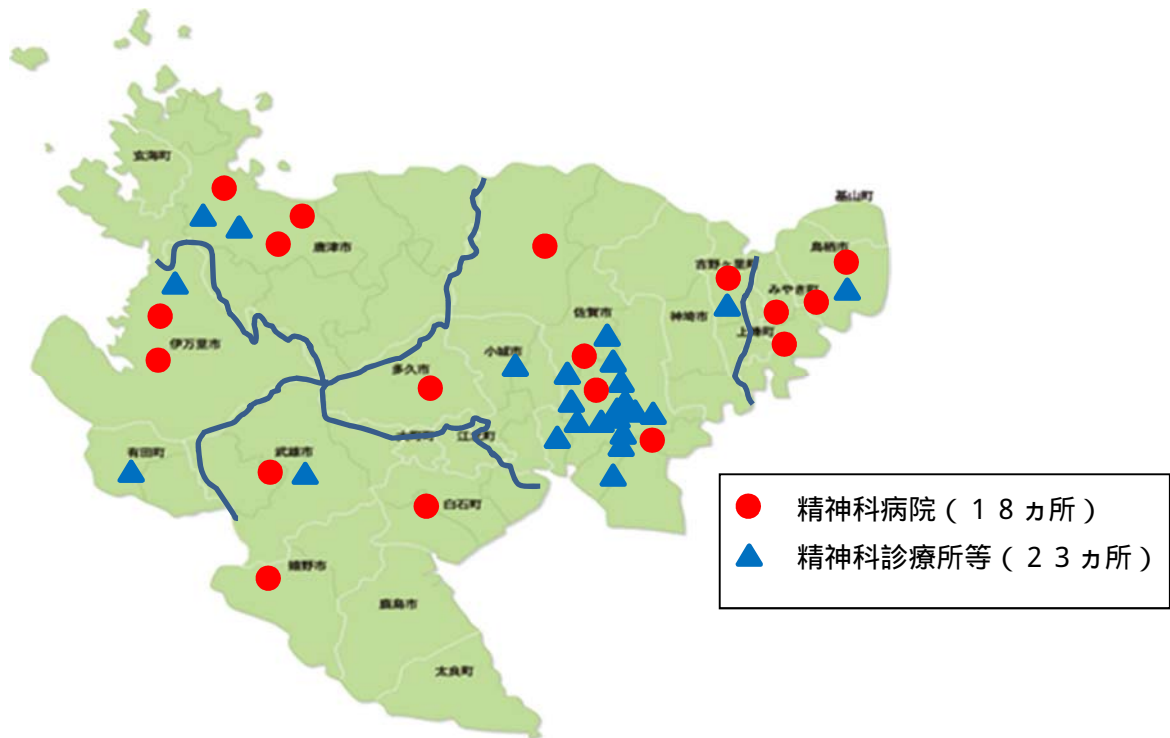 基山町
玄海町
鳥栖市
唐津市
吉野ヶ里町
みやき町
佐賀市
神埼市
上峰町
伊万里市
小城市
多久市
江北町
有田町
武雄市
白石町
嬉野市
鹿島市
太良町
精神科病院（１８ヵ所）
精神科診療所等（２３ヵ所）